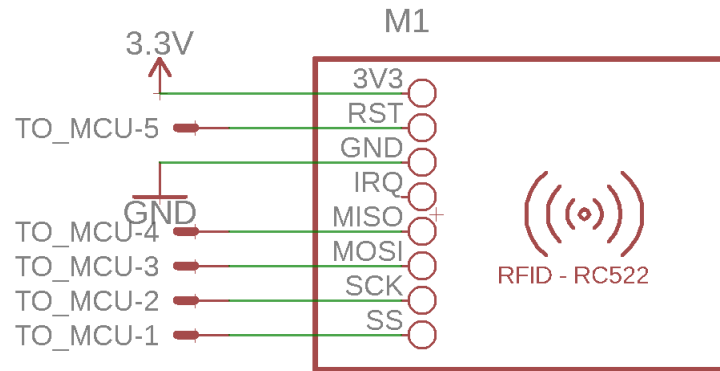 M1
3.3V
3V3
TO_MCU-5
RST
GND
IRQ
GND
TO_MCU-4
MISO
TO_MCU-3
MOSI
TO_MCU-2
SCK
TO_MCU-1
SS
RFID - RC522